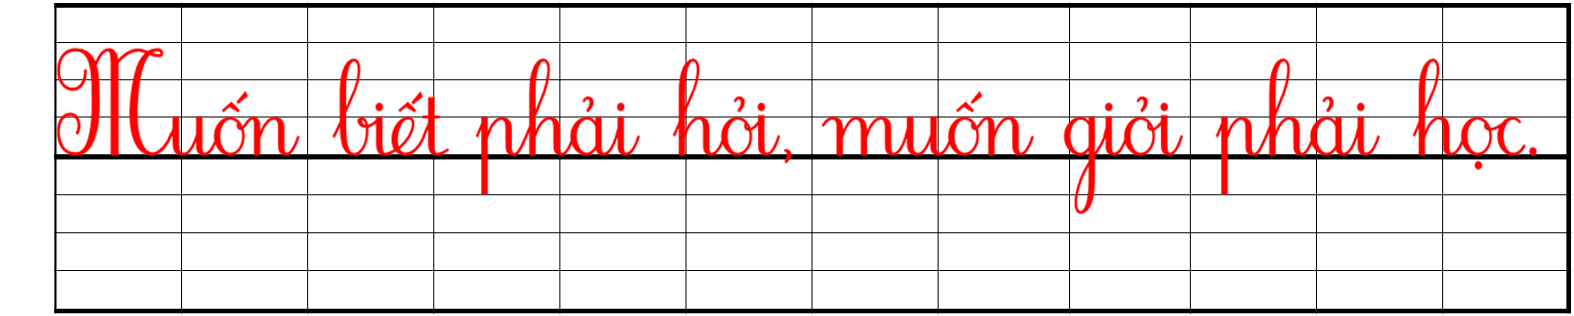 Muốn biết phải hỏi, muốn giỏi phải học.